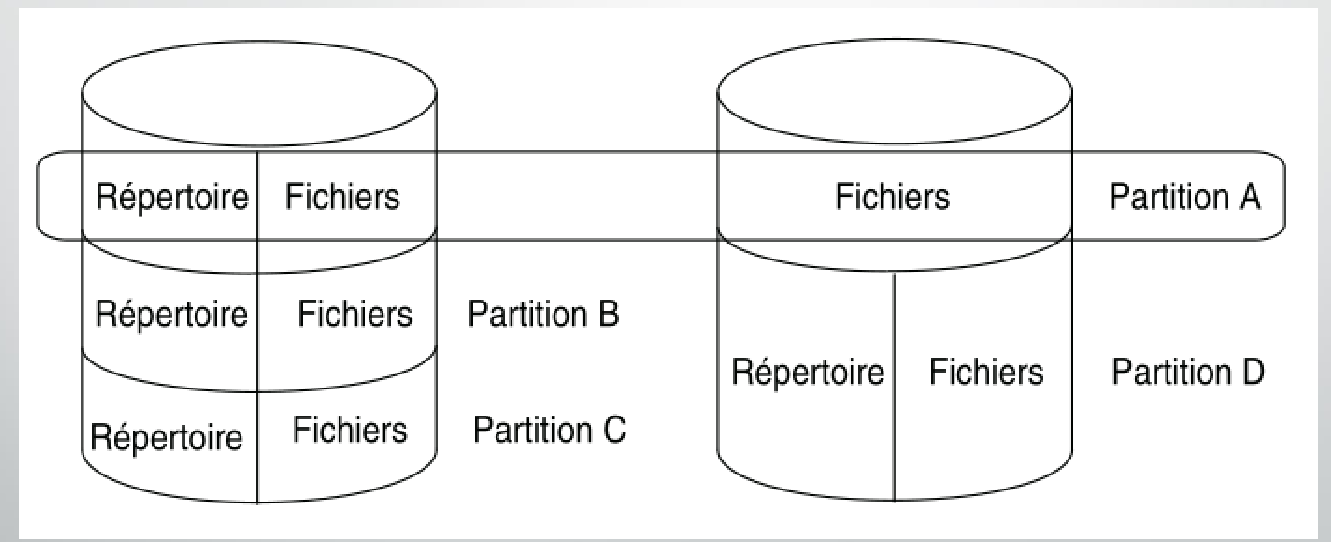 Répertoire Fichiers Fichiers Partition A
Répertoire Fichiers Partition B
Répertoire Fichiers Partition D
Répertoire Fichiers Partition C